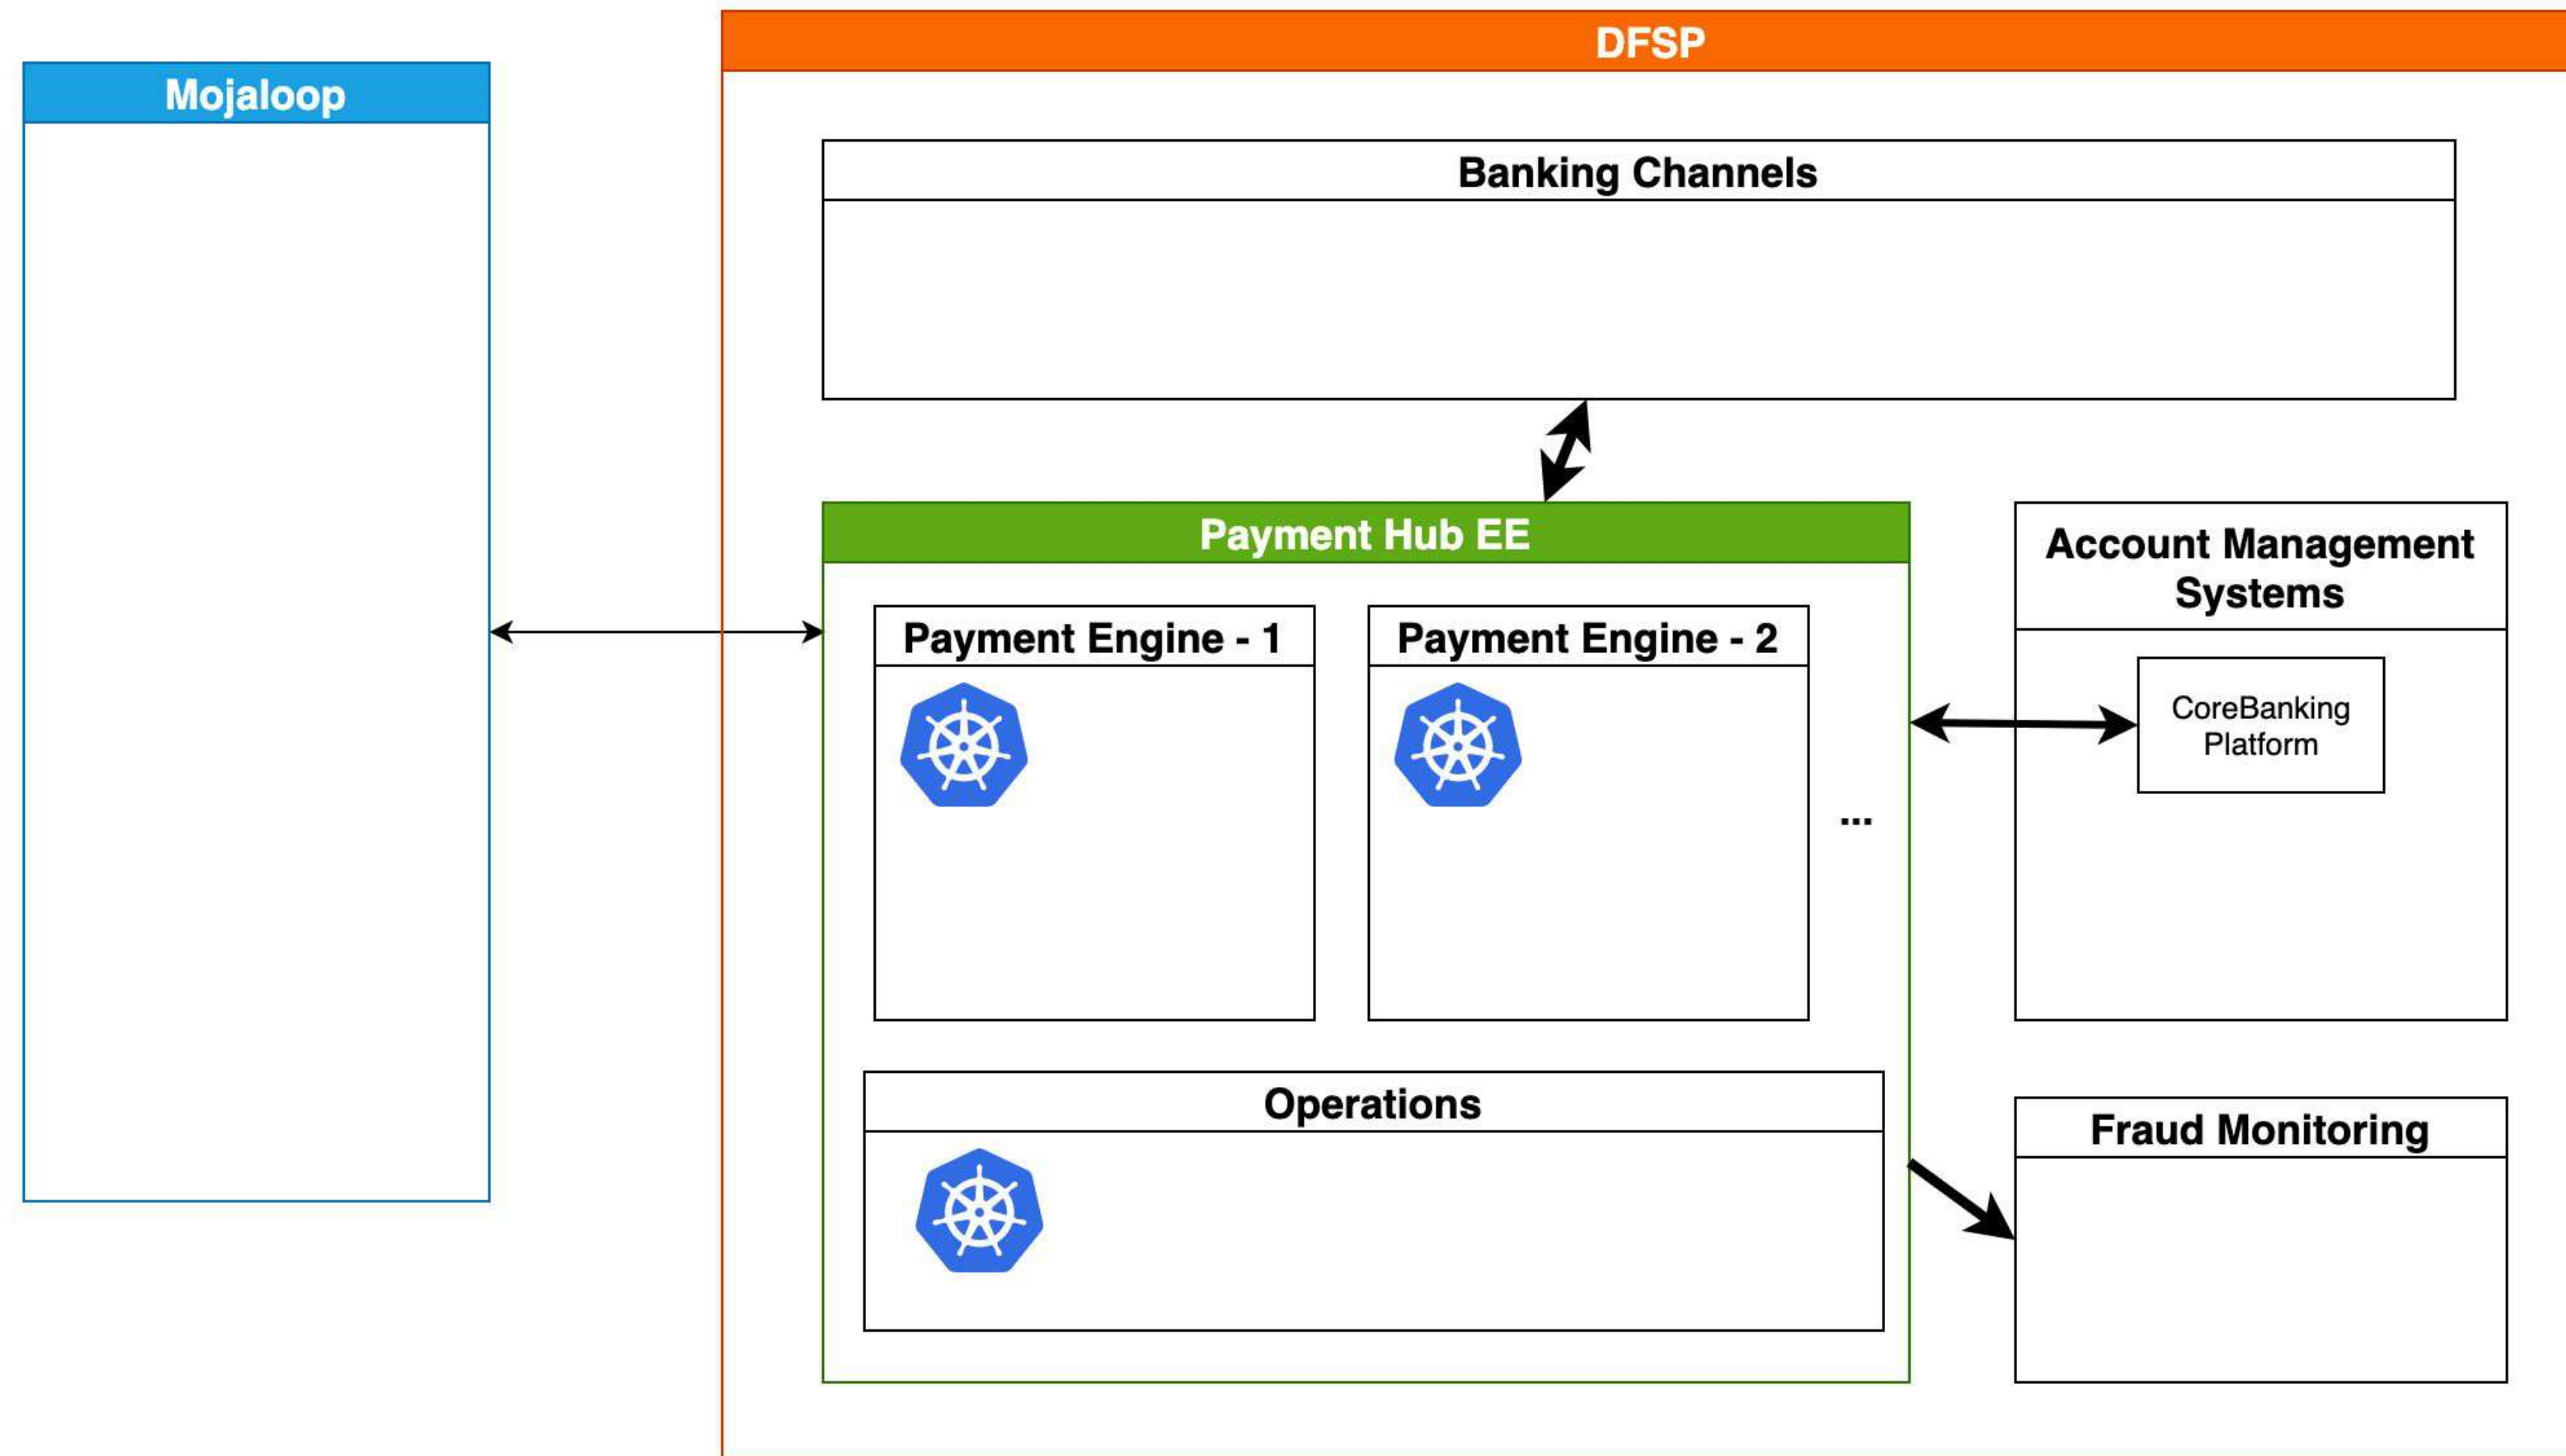 DFSP
Mojaloop
Banking Channels
Payment Hub EE
Account Management
Systems
Payment Engine - 1
Payment Engine - 2
CoreBanking
Platform
...
Operations
Fraud Monitoring